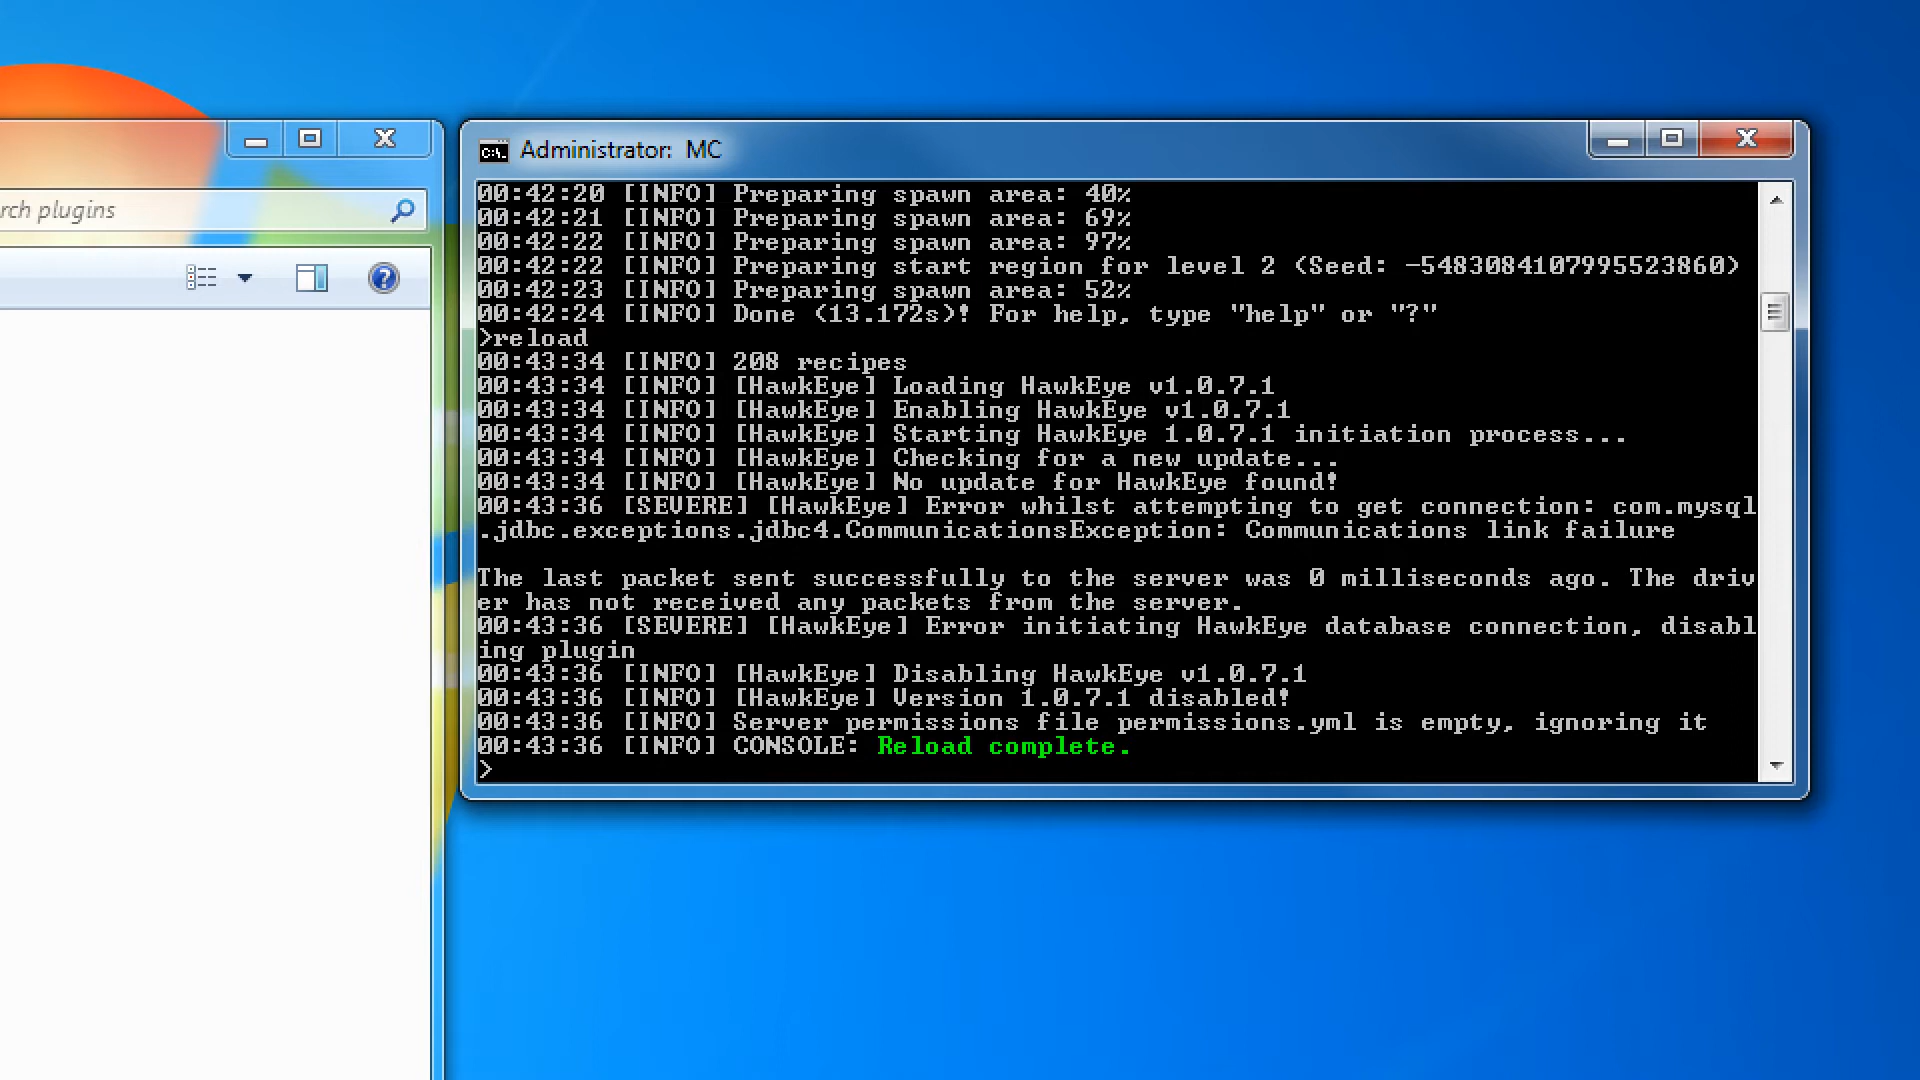 rch plugins
Administrator: MC
00:42:20 [INFO] Preparing spawn area: 40%
00:42:21 [INFO] Preparing spawn area: 69%
00:42:22 [INFO] Preparing spawn area: 97%
00:42:22 [INFO] Preparing start region for level 2 (Seed: -5483084107995523860)
00:42:23 [INFO] Preparing spawn area: 52%
00:42:24 [INFO] Done (13.172s)! For help, type "help" or "?"
>reload
00:43:34 [INFO] 208 recipes
00:43:34 [INFO] [HawkEye] Loading HawkEye v1.0.7.1
00:43:34 [INFO] [HawkEye] Enabling HawkEye v1.0.7.1
00:43:34 [INFO] [HawkEye] Starting HawkEye 1.0.7.1 initiation process...
00:43:34 [INFO] [HawkEye] Checking for a new update...
00:43:34 [INFO] [HawkEye] No update for HawkEye found!
00:43:36 [SEVERE] [HawkEye] Error whilst attempting to get connection: com.mysql
.jdbc.exceptions.jdbc4.CommunicationsException: Communications link failure
The last packet sent successfully to the server was 0 milliseconds ago. The driv
er has not received any packets from the server.
00:43:36 [SEVERE] [HawkEye] Error initiating HawkEye database connection, disabl
ing plugin
00:43:36 [INFO] [HawkEye] Disabling HawkEye v1.0.7.1
00:43:36 [INFO] [HawkEye] Version 1.0.7.1 disabled!
00:43:36 [INFO] Server permissions file permissions.yml is empty, ignoring it
00:43:36 [INFO] CONSOLE: Reload complete.
>